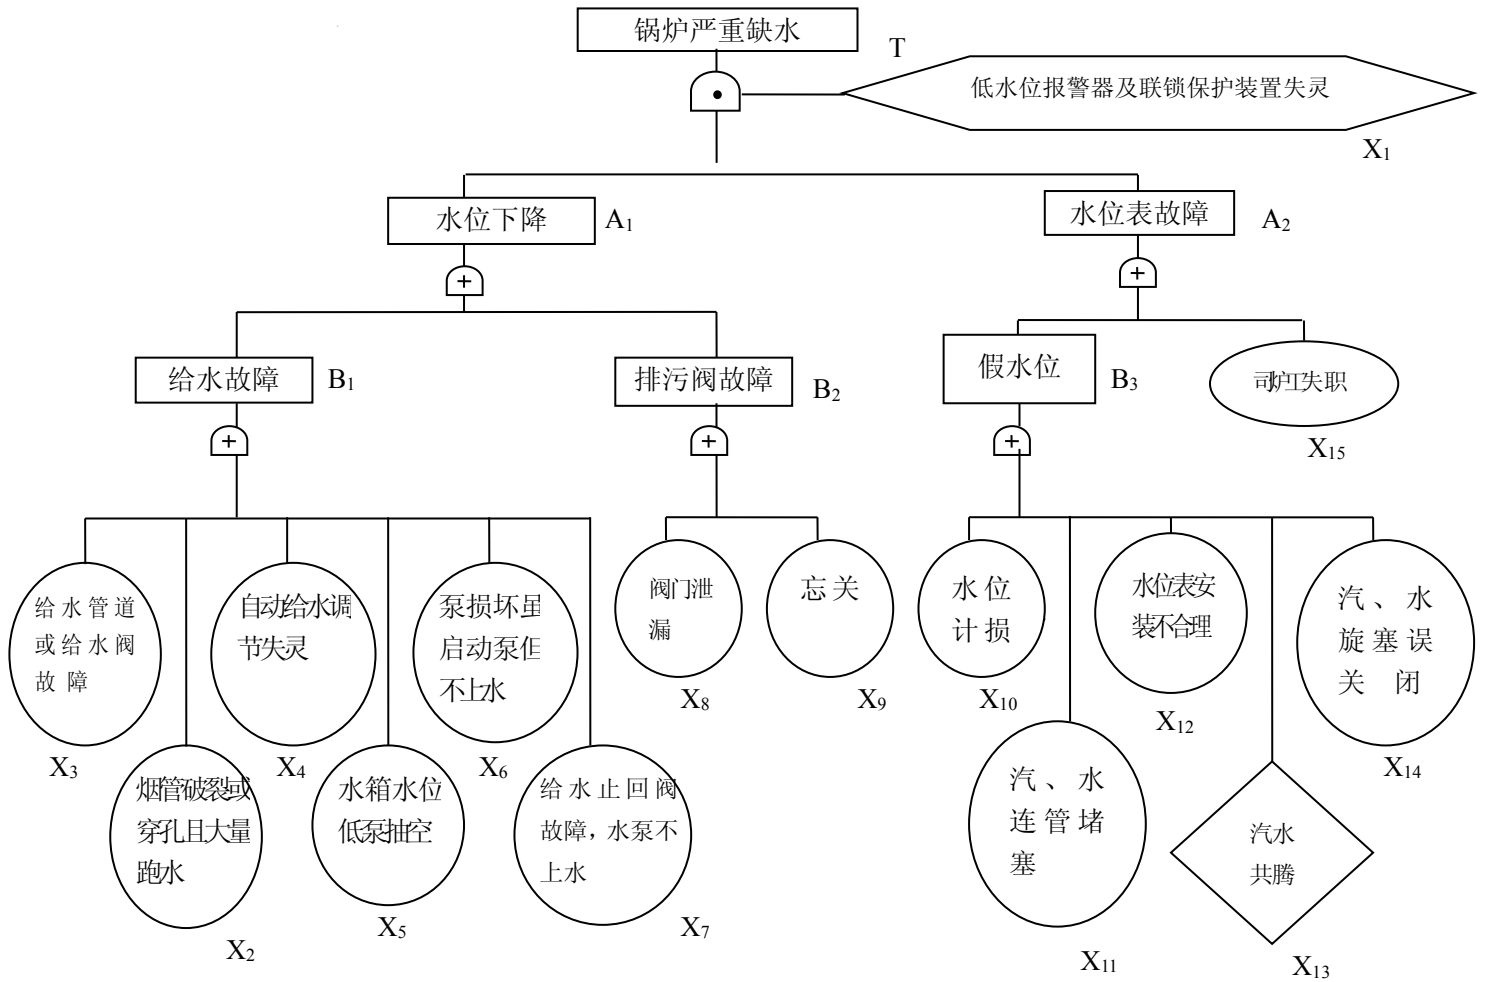 锅炉严重缺水
T
低水位报警器及联锁保护装置失灵
X1
水位下降
A1
水位表故障
A2
给水故障
B1
排污阀故障
B2
假水位
B3
司炉工失职
X15
给水管道
或给水阀
故障
X3
自动给水调
节失灵
X4
泵损坏虽
启动泵但
不上水
X6
阀门泄
漏
X8
忘关
X9
水位
计损
X10
水位表安
装不合理
X12
汽、水
旋塞误
关闭
X14
烟管破裂或
穿孔且大量
跑水
X2
水箱水位
低泵抽空
X5
给水止回阀
故障，水泵不
上水
X7
汽、水
连管堵
塞
X11
汽水
共腾
X13